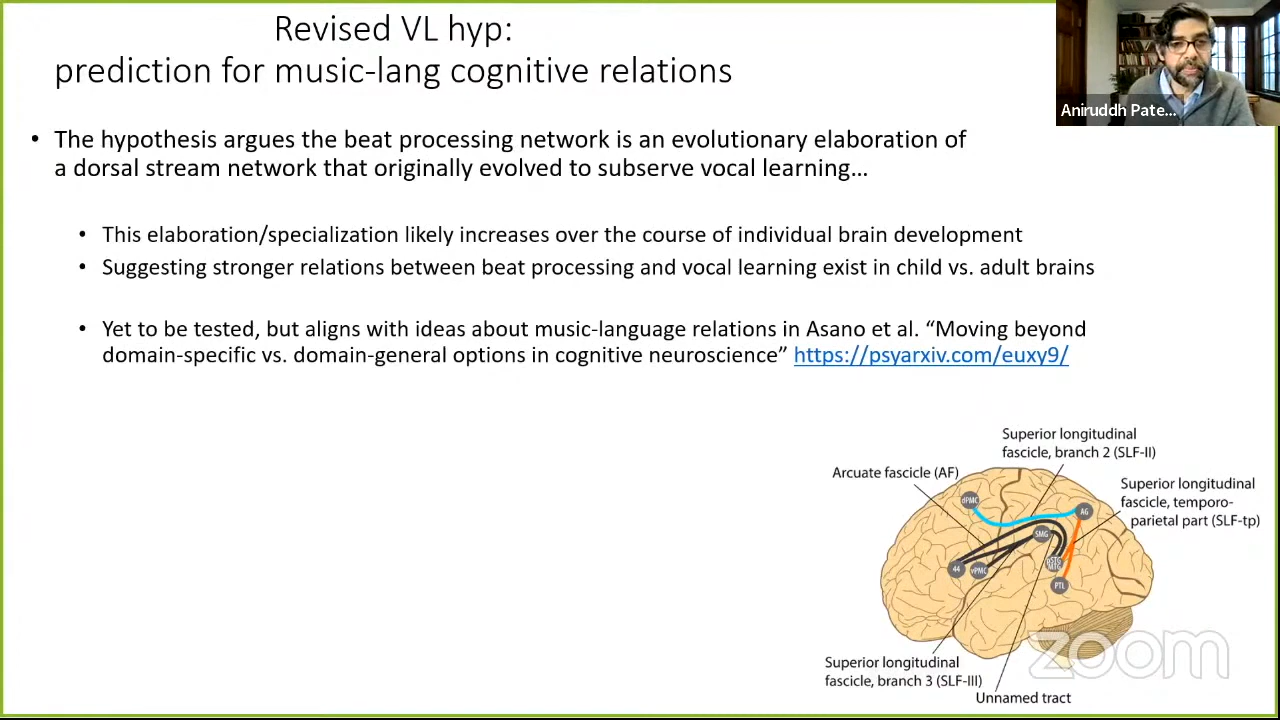 Revised VL hyp:
prediction for music-lang cognitive relations
Aniruddh Pate...
• The hypothesis argues the beat processing network is an evolutionary elaboration of
a dorsal stream network that originally evolved to subserve vocal learning…
• This elaboration/specialization likely increases over the course of individual brain development
• Suggesting stronger relations between beat processing and vocal learning exist in child vs. adult brains
• Yet to be tested, but aligns with ideas about music-language relations in Asano et al. “Moving beyond
domain-specific vs. domain-general options in cognitive neuroscience” https://psyarxiv.com/euxy9/
Superior longitudinal
fascicle, branch 2 (SLF-II)
Arcuate fascicle (AF)
Superior longitudinal
fascicle, temporo-
parietal part (SLF-tp)
dPMC
AG
SMG
44
vPMC
PTL
Superior longitudinal
fascicle, branch 3 (SLF-III)
Unnamed tract
zoom